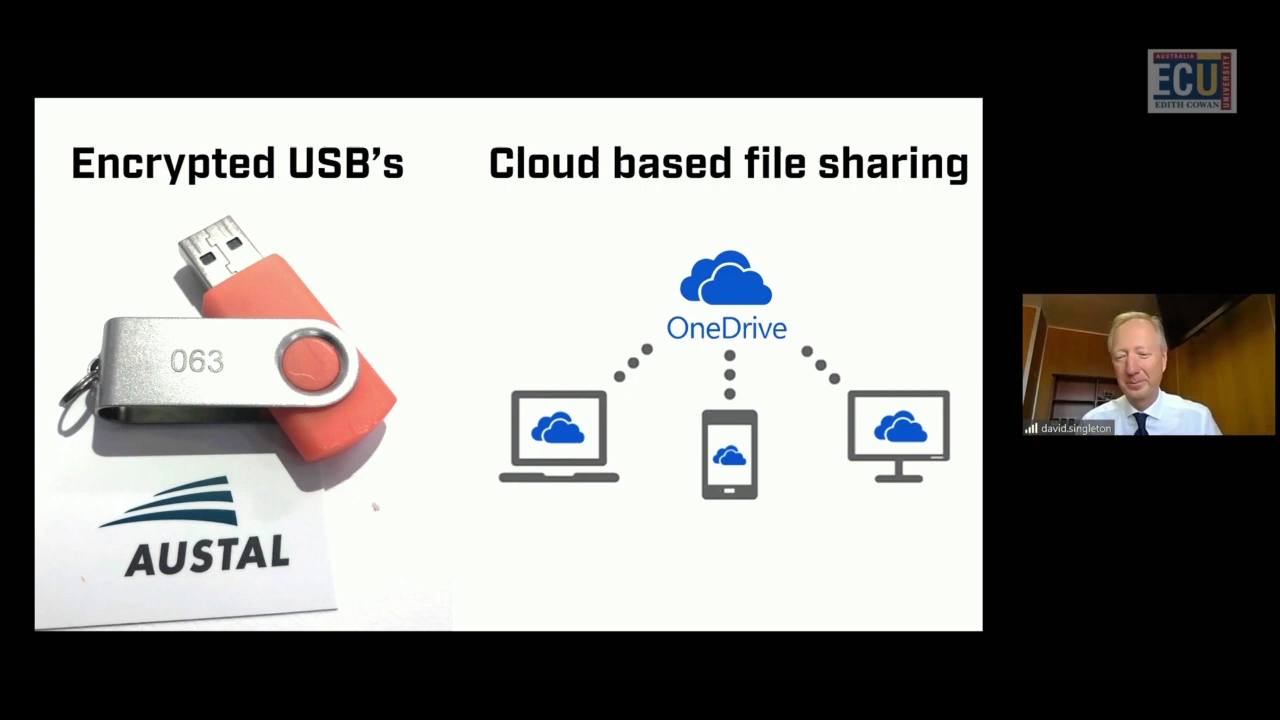 AUSTRALIA
ECU
UNIVERSITY
EDITH COWAN
Encrypted USB’s
Cloud based file sharing
063
OneDrive
AUSTAL
david.singleton